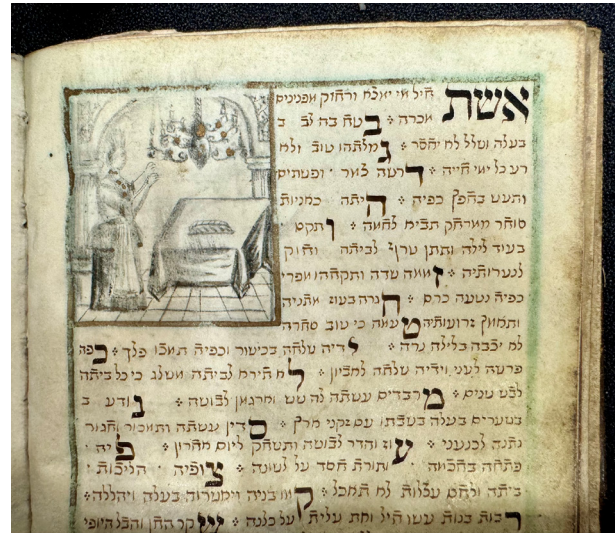 אשת חיל מי ימצא ורחוק מפנינים
מכרה : בטח בה לב ב
בעלה ושלל לא יחסר : גמלתהו טוב ולא
רע כל ימי חייה : דרשה צמר · ופשתים
ותעש בחפץ כפיה : היתה כאניות
סוחר ממרחק תביא לחמה : ותקם
בעוד לילה ותתן טרף לביתה וחוק
לנערותיה : זממה שדה ותקחהו מפרי
כפיה נטעה כרם : חגרה בעוז מתניה
ותאמץ זרועותיה טעמה כי טוב סחרה
לא יכבה בלילה נרה : ידיה שלחה בכישור וכפיה תמכו פלך : כפה
פרשה לעני וידיה שלחה לאביון : לא תירא לביתה משלג כי כל ביתה
לבש שנים : מרבדים עשתה לה שש וארגמן לבושה : נודע ב
בשערים בעלה בשבתו עם זקני ארץ : סדין עשתה ותמכור וחגור
נתנה לכנעני : עוז והדר לבושה ותשחק ליום אחרון : פיה ·
פתחה בחכמה · ותורת חסד על לשונה : צופיה · הליכות ·
ביתה ולחם עצלות לא תאכל : קמו בניה ויאשרוה בעלה ויהללה :
רבות בנות עשו חיל ואת עלית על כלנה : שקר החן והבל היופי